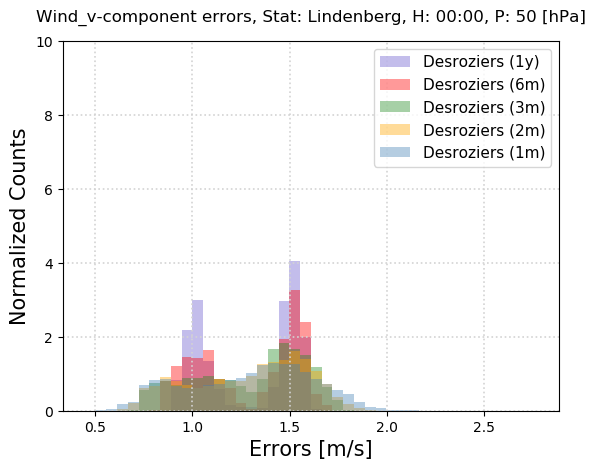 Wind_v-component errors, Stat: Lindenberg, H: 00:00, P: 50 [hPa]
10
8
6
4
2
0
Normalized Counts
Desroziers (1y)
Desroziers (6m)
Desroziers (3m)
Desroziers (2m)
Desroziers (1m)
0.5 1.0 1.5 2.0 2.5
Errors [m/s]